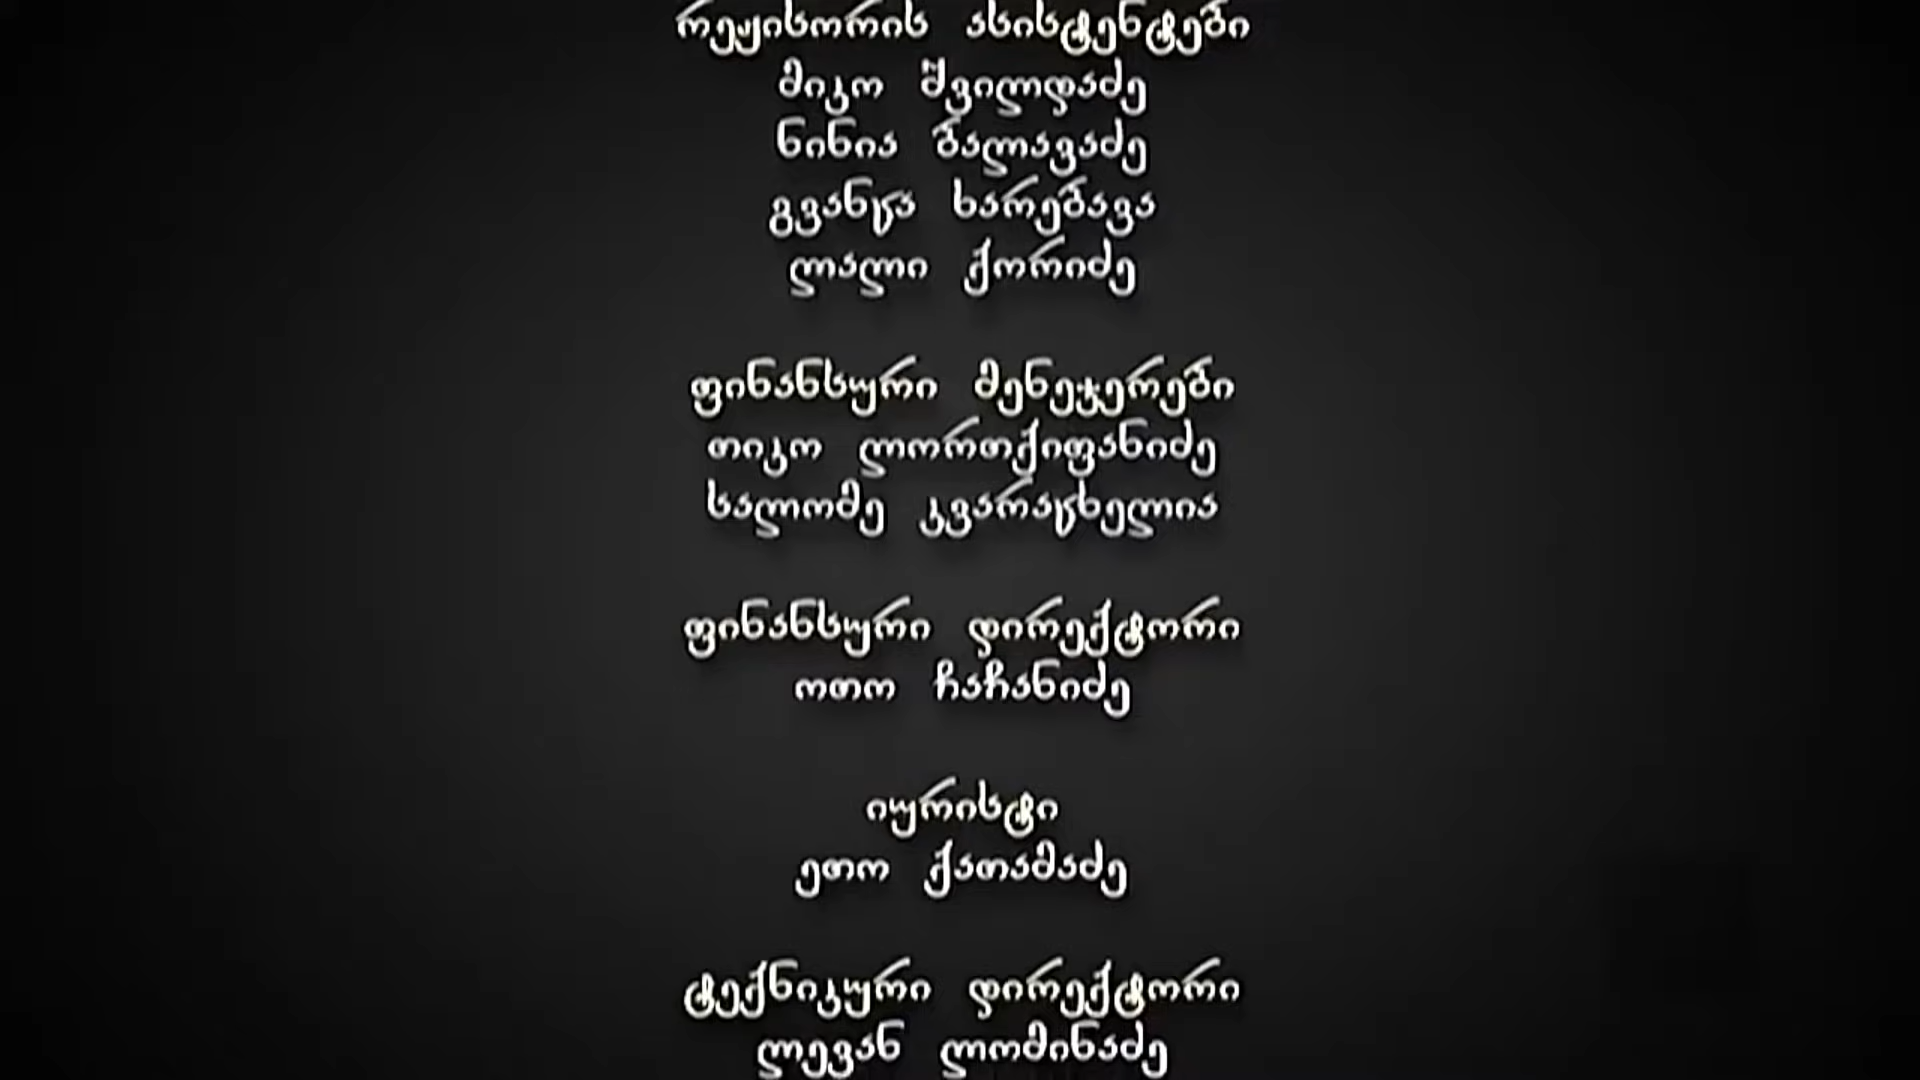 რეჟისორის ასისტენტები
მიკო შვილდაძე
ნინია ბალავაძე
გვანცა ხარებავა
ლალი ქორიძე
ფინანსური მენეჯერები
თიკო ლორთქიფანიძე
სალომე კვარაცხელია
ფინანსური დირექტორი
ოთო ჩაჩანიძე
იურისტი
ეთო ქათამაძე
ტექნიკური დირექტორი
ლევან ლომინაძე